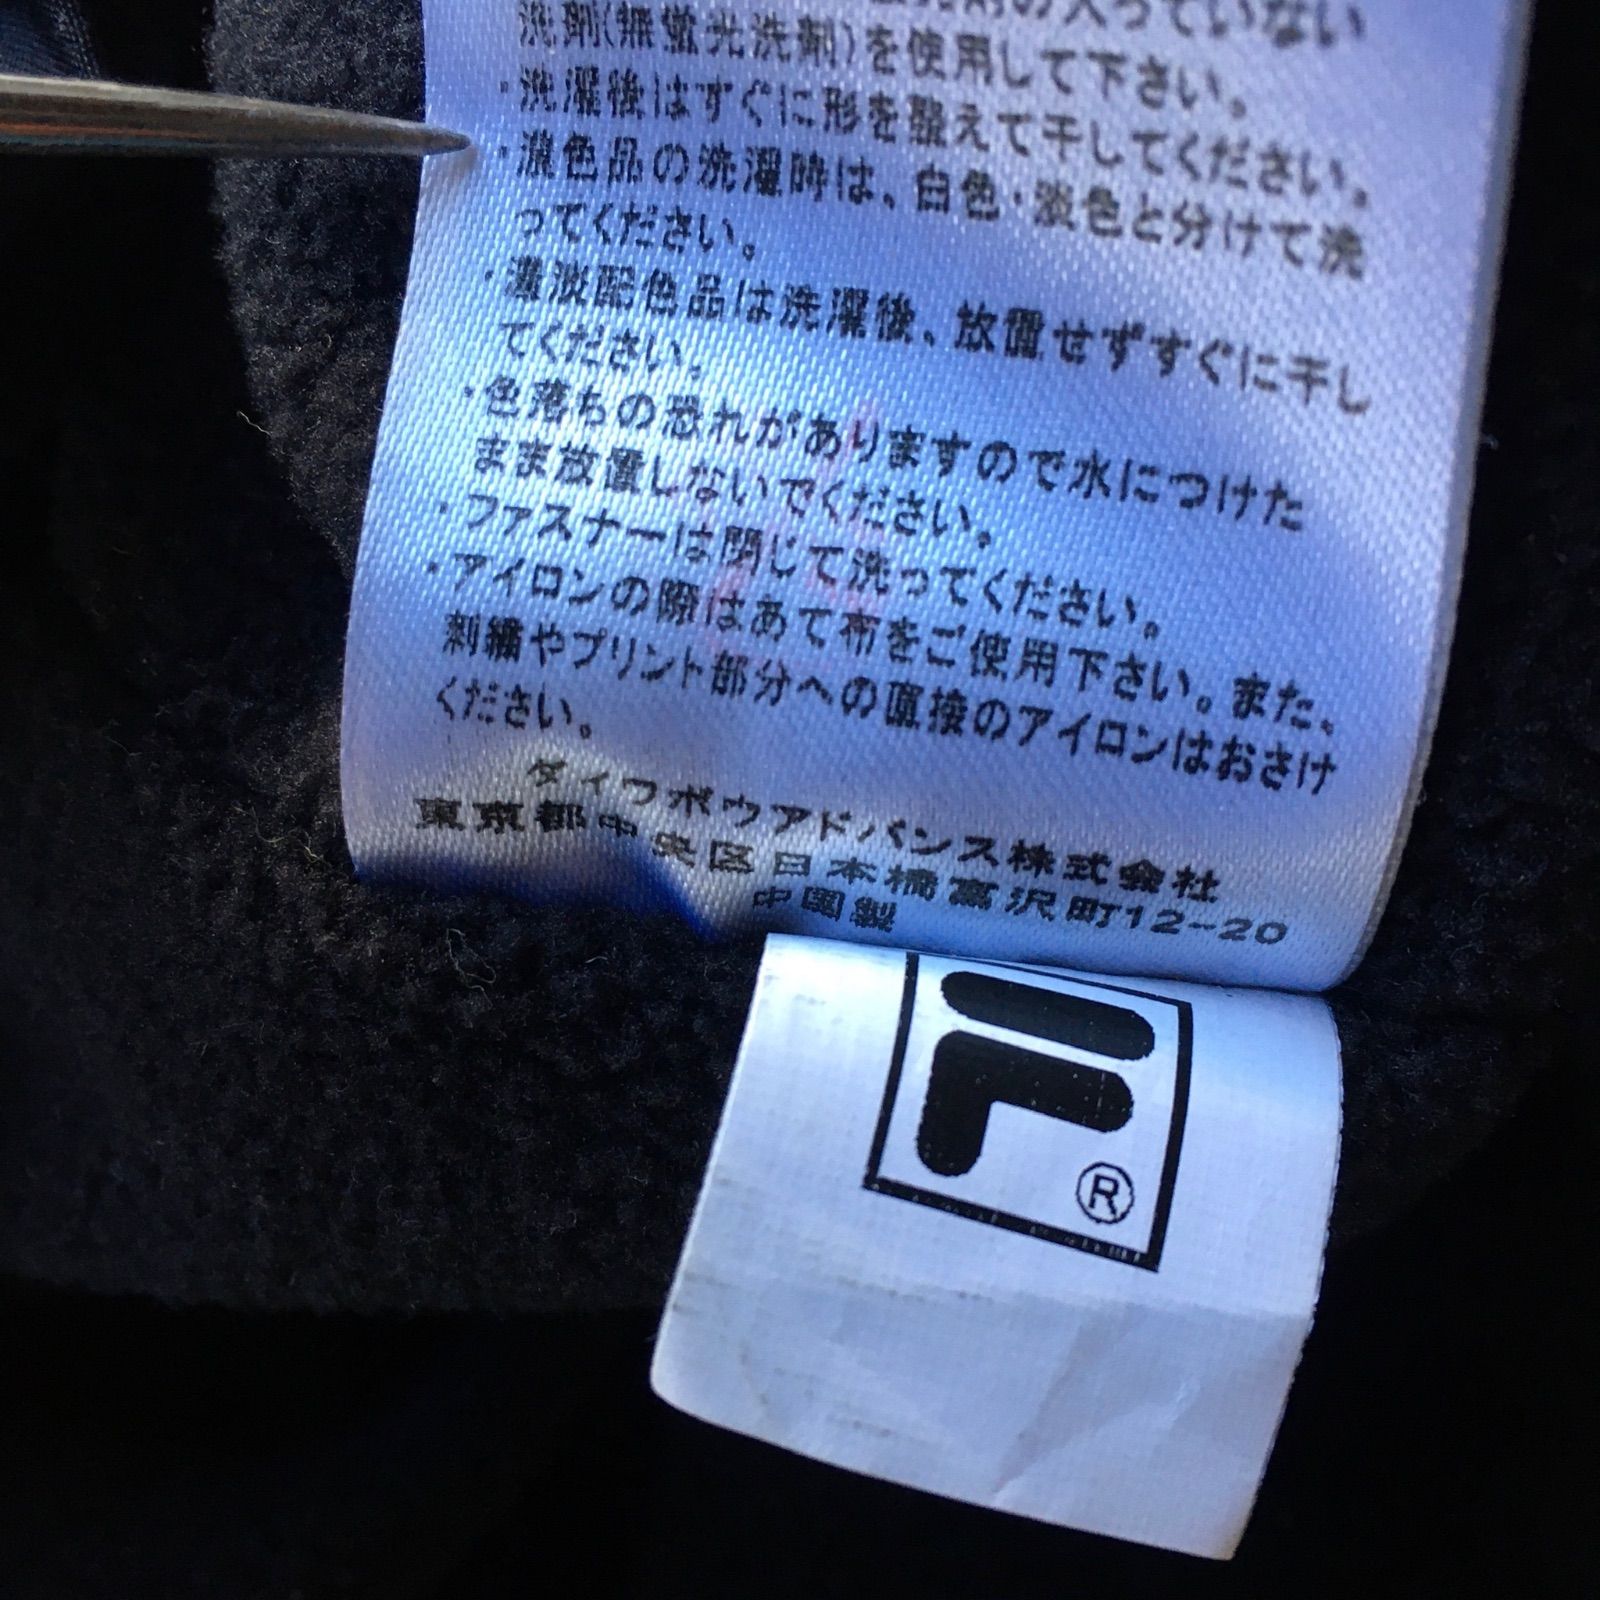 の入っていない
洗剤(無蛍光洗剤)を使用して下さい。
・洗濯後はすぐに形を整えて干してください。
・濃色品の洗濯時は、白色・淡色と分けて洗
ってください。
・濃淡配色品は洗濯後、放置せずすぐに干し
てください。
・色落ちの恐れがありますので水につけた
まま放置しないでください。
・ファスナーは閉じて洗ってください。
・アイロンの際はあて布をご使用下さい。また、
刺繍やプリント部分への直接のアイロンはおさけ
ください。
ダイワボウアドバンス株式会社
東京都中央区日本橋富沢町12-20
中国製
F
®